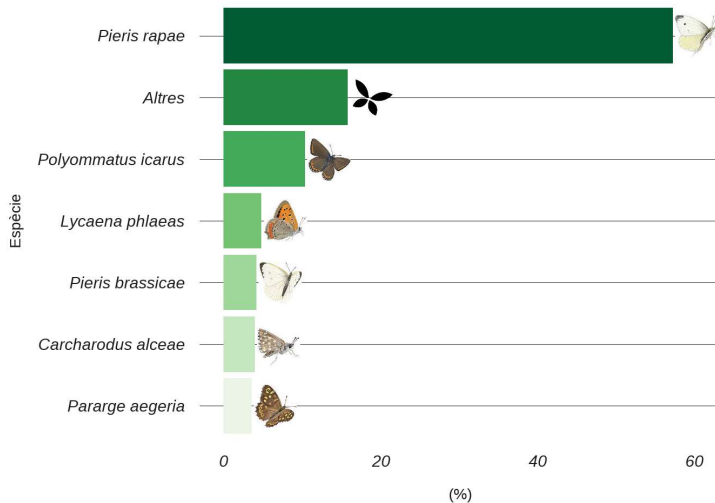 Pieris rapae
Altres
Polyommatus icarus
Lycaena phlaeas
Pieris brassicae
Carcharodus alceae
Pararge aegeria
Espècie
0 20 40 60
(%)